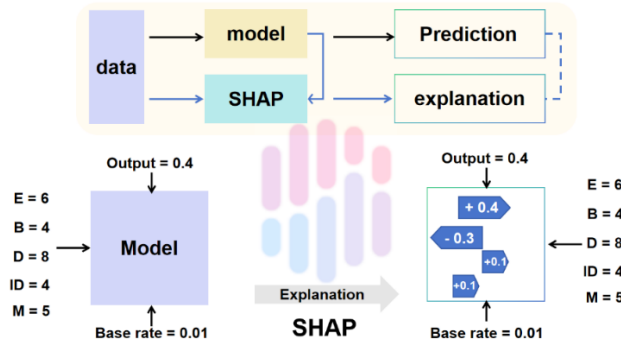 data
model
SHAP
Prediction
explanation
Output = 0.4
E = 6
B = 4
D = 8
ID = 4
M = 5
Model
Base rate = 0.01
Explanation
SHAP
Output = 0.4
+ 0.4
- 0.3
+0.1
+0.1
Base rate = 0.01
E = 6
B = 4
D = 8
ID = 4
M = 5